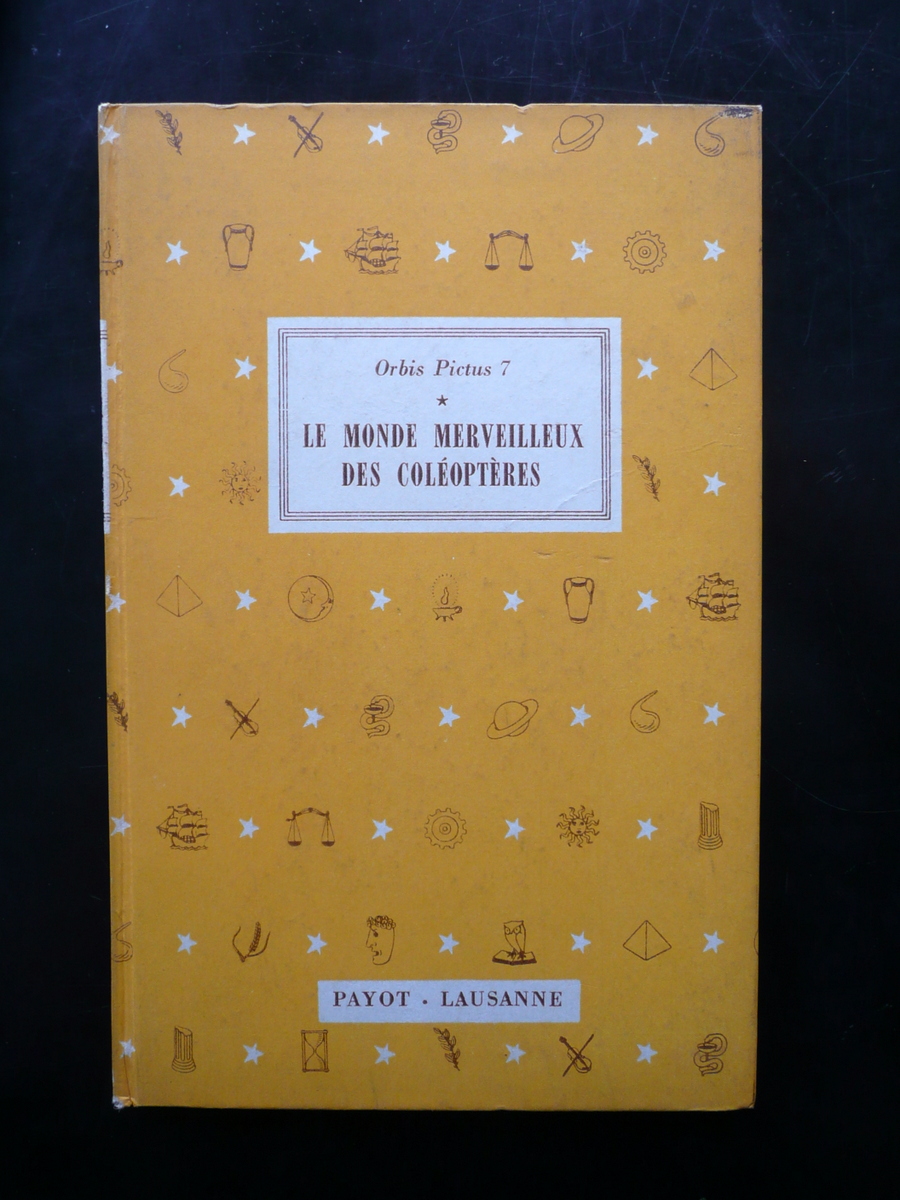 Orbis Pictus 7
LE MONDE MERVEILLEUX
DES COLÉOPTÈRES
PAYOT · LAUSANNE